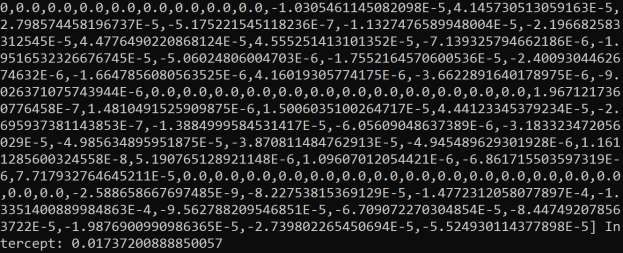 0,0.0,0.0,0.0,0.0,0.0,0.0,0.0,0.0,-1.0305461145082098E-5,4.145730513059163E-5,
2.798574458196737E-5,-5.175221545118236E-7,-1.1327476589948004E-5,-2.196682583
312545E-5,4.4776490220868124E-5,4.555251413101352E-5,-7.139325794662186E-6,-1.
9516532326676745E-5,-5.06024806004703E-6,-1.7552164570600536E-5,-2.40093044626
74632E-6,-1.6647856080563525E-6,4.16019305774175E-6,-3.6622891640178975E-6,-9.
026371075743944E-6,0.0,0.0,0.0,0.0,0.0,0.0,0.0,0.0,0.0,0.0,0.0,0.0,1.967121736
0776458E-7,1.4810491525909875E-6,1.5006035100264717E-5,4.44123345379234E-5,-2.
695937381143853E-7,-1.3884999584531417E-5,-6.05609048637389E-6,-3.183323472056
029E-5,-4.985634895951875E-5,-3.870811484762913E-5,-4.945489629301928E-6,1.161
1285600324558E-8,5.190765128921148E-6,1.09607012054421E-6,-6.861715503597319E-
6,7.717932764645211E-5,0.0,0.0,0.0,0.0,0.0,0.0,0.0,0.0,0.0,0.0,0.0,0.0,0.0,0.0
,0.0,0.0,-2.588658667697485E-9,-8.22753815369129E-5,-1.4772312058077897E-4,-1.
3351400889984863E-4,-9.562788209546851E-5,-6.709072270304854E-5,-8.44749207856
3722E-5,-1.9876900990986365E-5,-2.739802265450694E-5,-5.524930114377898E-5] In
tercept: 0.01737200888850057